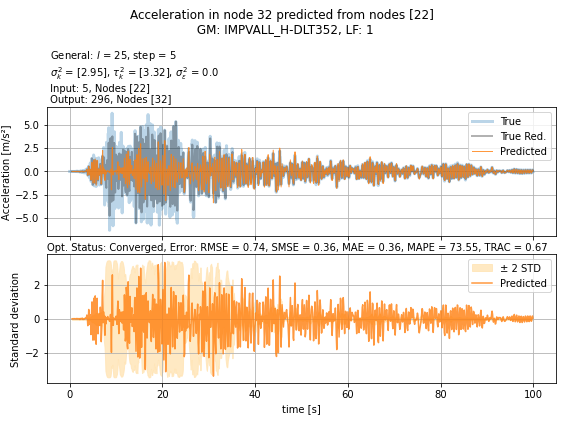 Acceleration in node 32 predicted from nodes [22]
GM: IMPVALL_H-DLT352, LF: 1
General: l = 25, step = 5
σ²ₖ = [2.95], τ²ₖ = [3.32], σ²ε = 0.0
Input: 5, Nodes [22]
Output: 296, Nodes [32]
Acceleration [m/s²]
5.0
2.5
0.0
−2.5
−5.0
True
True Red.
Predicted
Opt. Status: Converged, Error: RMSE = 0.74, SMSE = 0.36, MAE = 0.36, MAPE = 73.55, TRAC = 0.67
Standard deviation
2
0
−2
± 2 STD
Predicted
0 20 40 60 80 100
time [s]